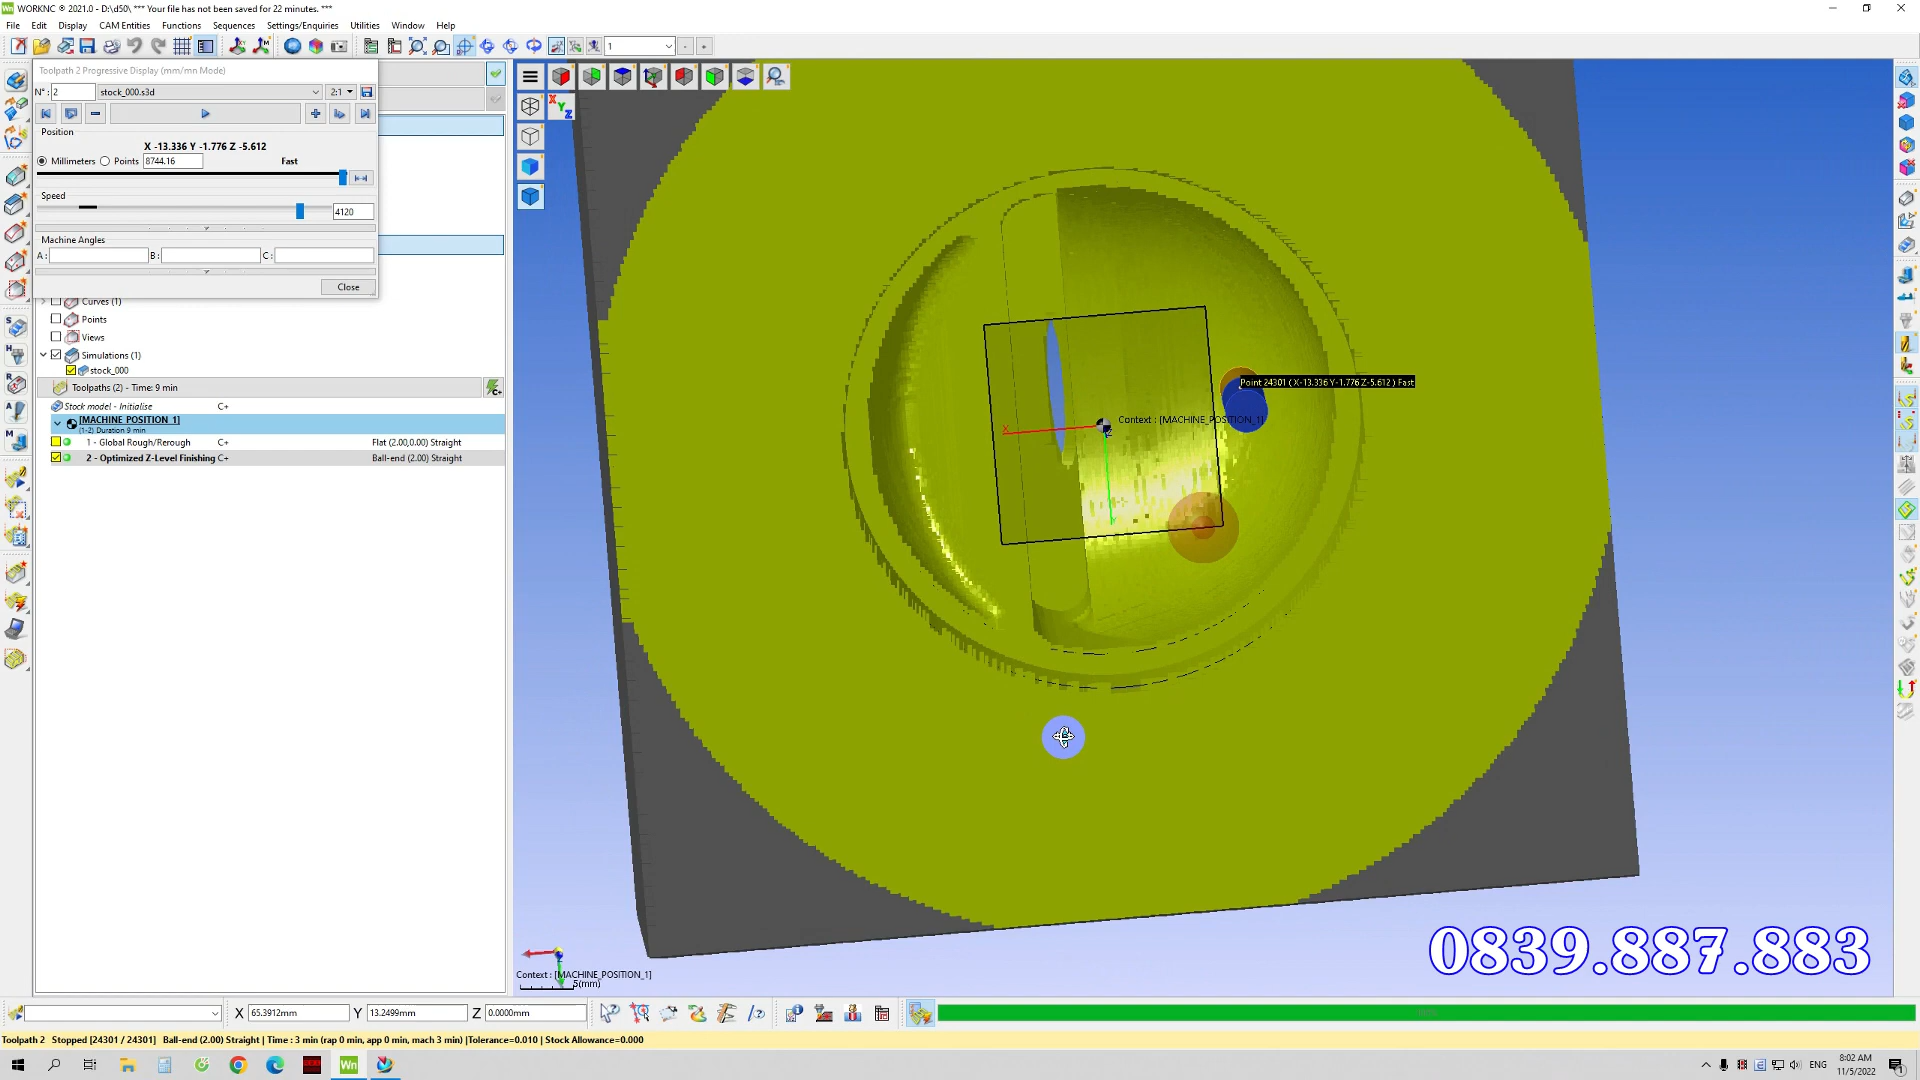 WORKNC ® 2021.0 - D:\d50\ *** Your file has not been saved for 22 minutes. ***
File Edit Display CAM Entities Functions Sequences Settings/Enquiries Utilities Window Help
1
Toolpath 2 Progressive Display (mm/mn Mode)
N° : 2 stock_000.s3d 2:1
Position
X -13.336 Y -1.776 Z -5.612
Millimeters Points 8744.16 Fast
Speed
4120
Machine Angles
A : B : C :
Close
Curves (1)
Points
Views
Simulations (1)
stock_000
Toolpaths (2) - Time: 9 min
C+
Stock model - Initialise C+
[MACHINE_POSITION_1]
(1-2) Duration 9 min
1 - Global Rough/Rerough C+ Flat (2.00,0.00) Straight
2 - Optimized Z-Level Finishing C+ Ball-end (2.00) Straight
X Y Z
Point 24301 ( X-13.336 Y-1.776 Z-5.612 ) Fast
Context : [MACHINE_POSITION_1]
X
Y
0839.887.883
Context : [MACHINE_POSITION_1]
5(mm)
X 65.3912mm Y 13.2499mm Z 0.0000mm
Toolpath 2 Stopped [24301 / 24301] Ball-end (2.00) Straight | Time : 3 min (rap 0 min, app 0 min, mach 3 min) |Tolerance=0.010 | Stock Allowance=0.000
Wn
ENG
8:02 AM
11/5/2022